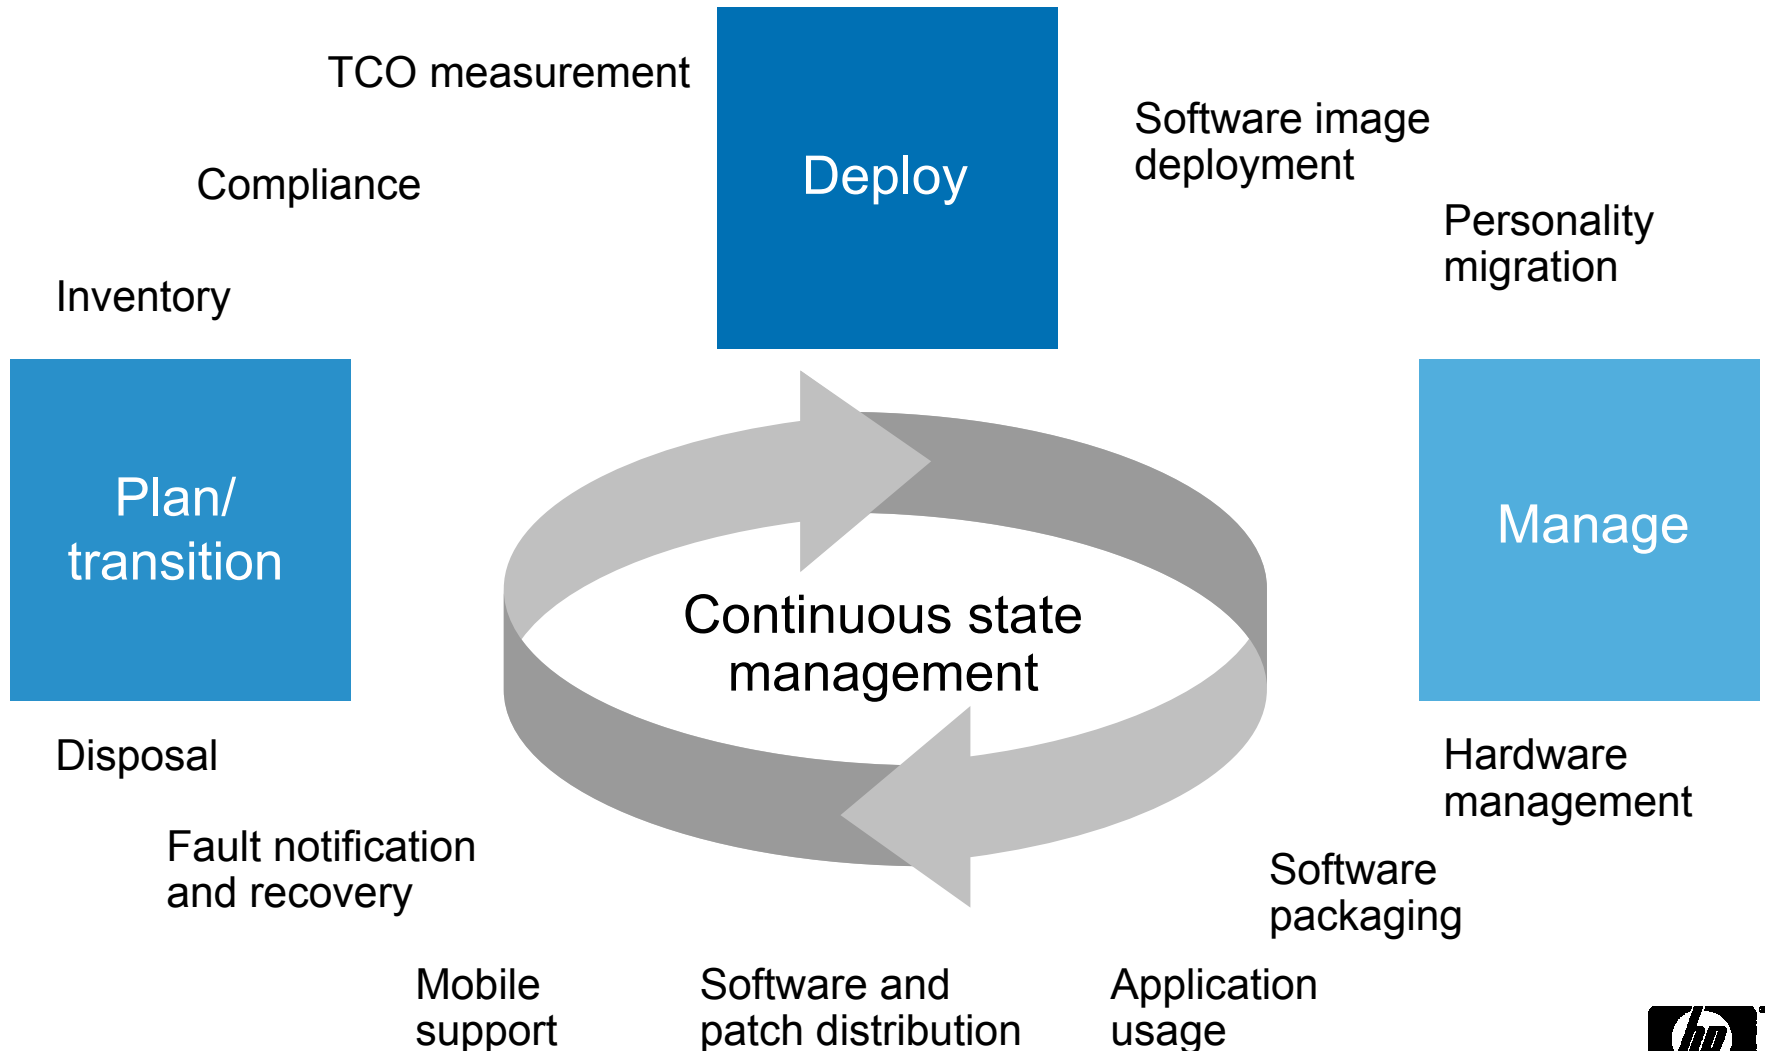 TCO measurement
Deploy
Software image
deployment
Compliance
Personality
migration
Inventory
Plan/
transition
Manage
Continuous state
management
Disposal
Hardware
management
Fault notification
and recovery
Software
packaging
Mobile
support
Software and
patch distribution
Application
usage
hp